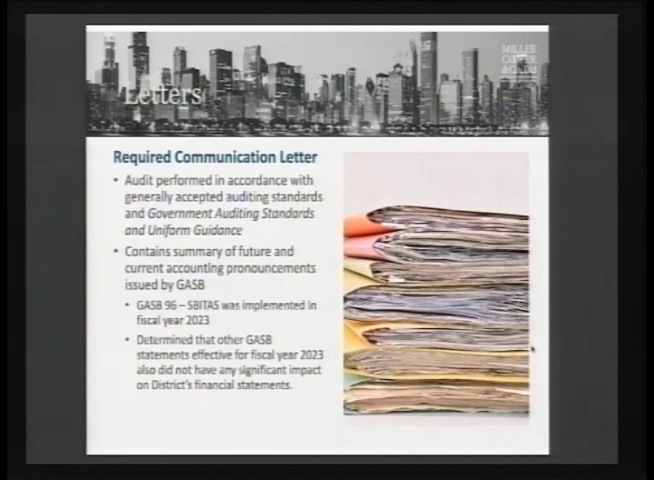 MILLER
COOPER
Letters
Required Communication Letter
• Audit performed in accordance with
generally accepted auditing standards
and Government Auditing Standards
and Uniform Guidance
• Contains summary of future and
current accounting pronouncements
issued by GASB
• GASB 96 – SBITAS was implemented in
fiscal year 2023
• Determined that other GASB
statements effective for fiscal year 2023
also did not have any significant impact
on District's financial statements.